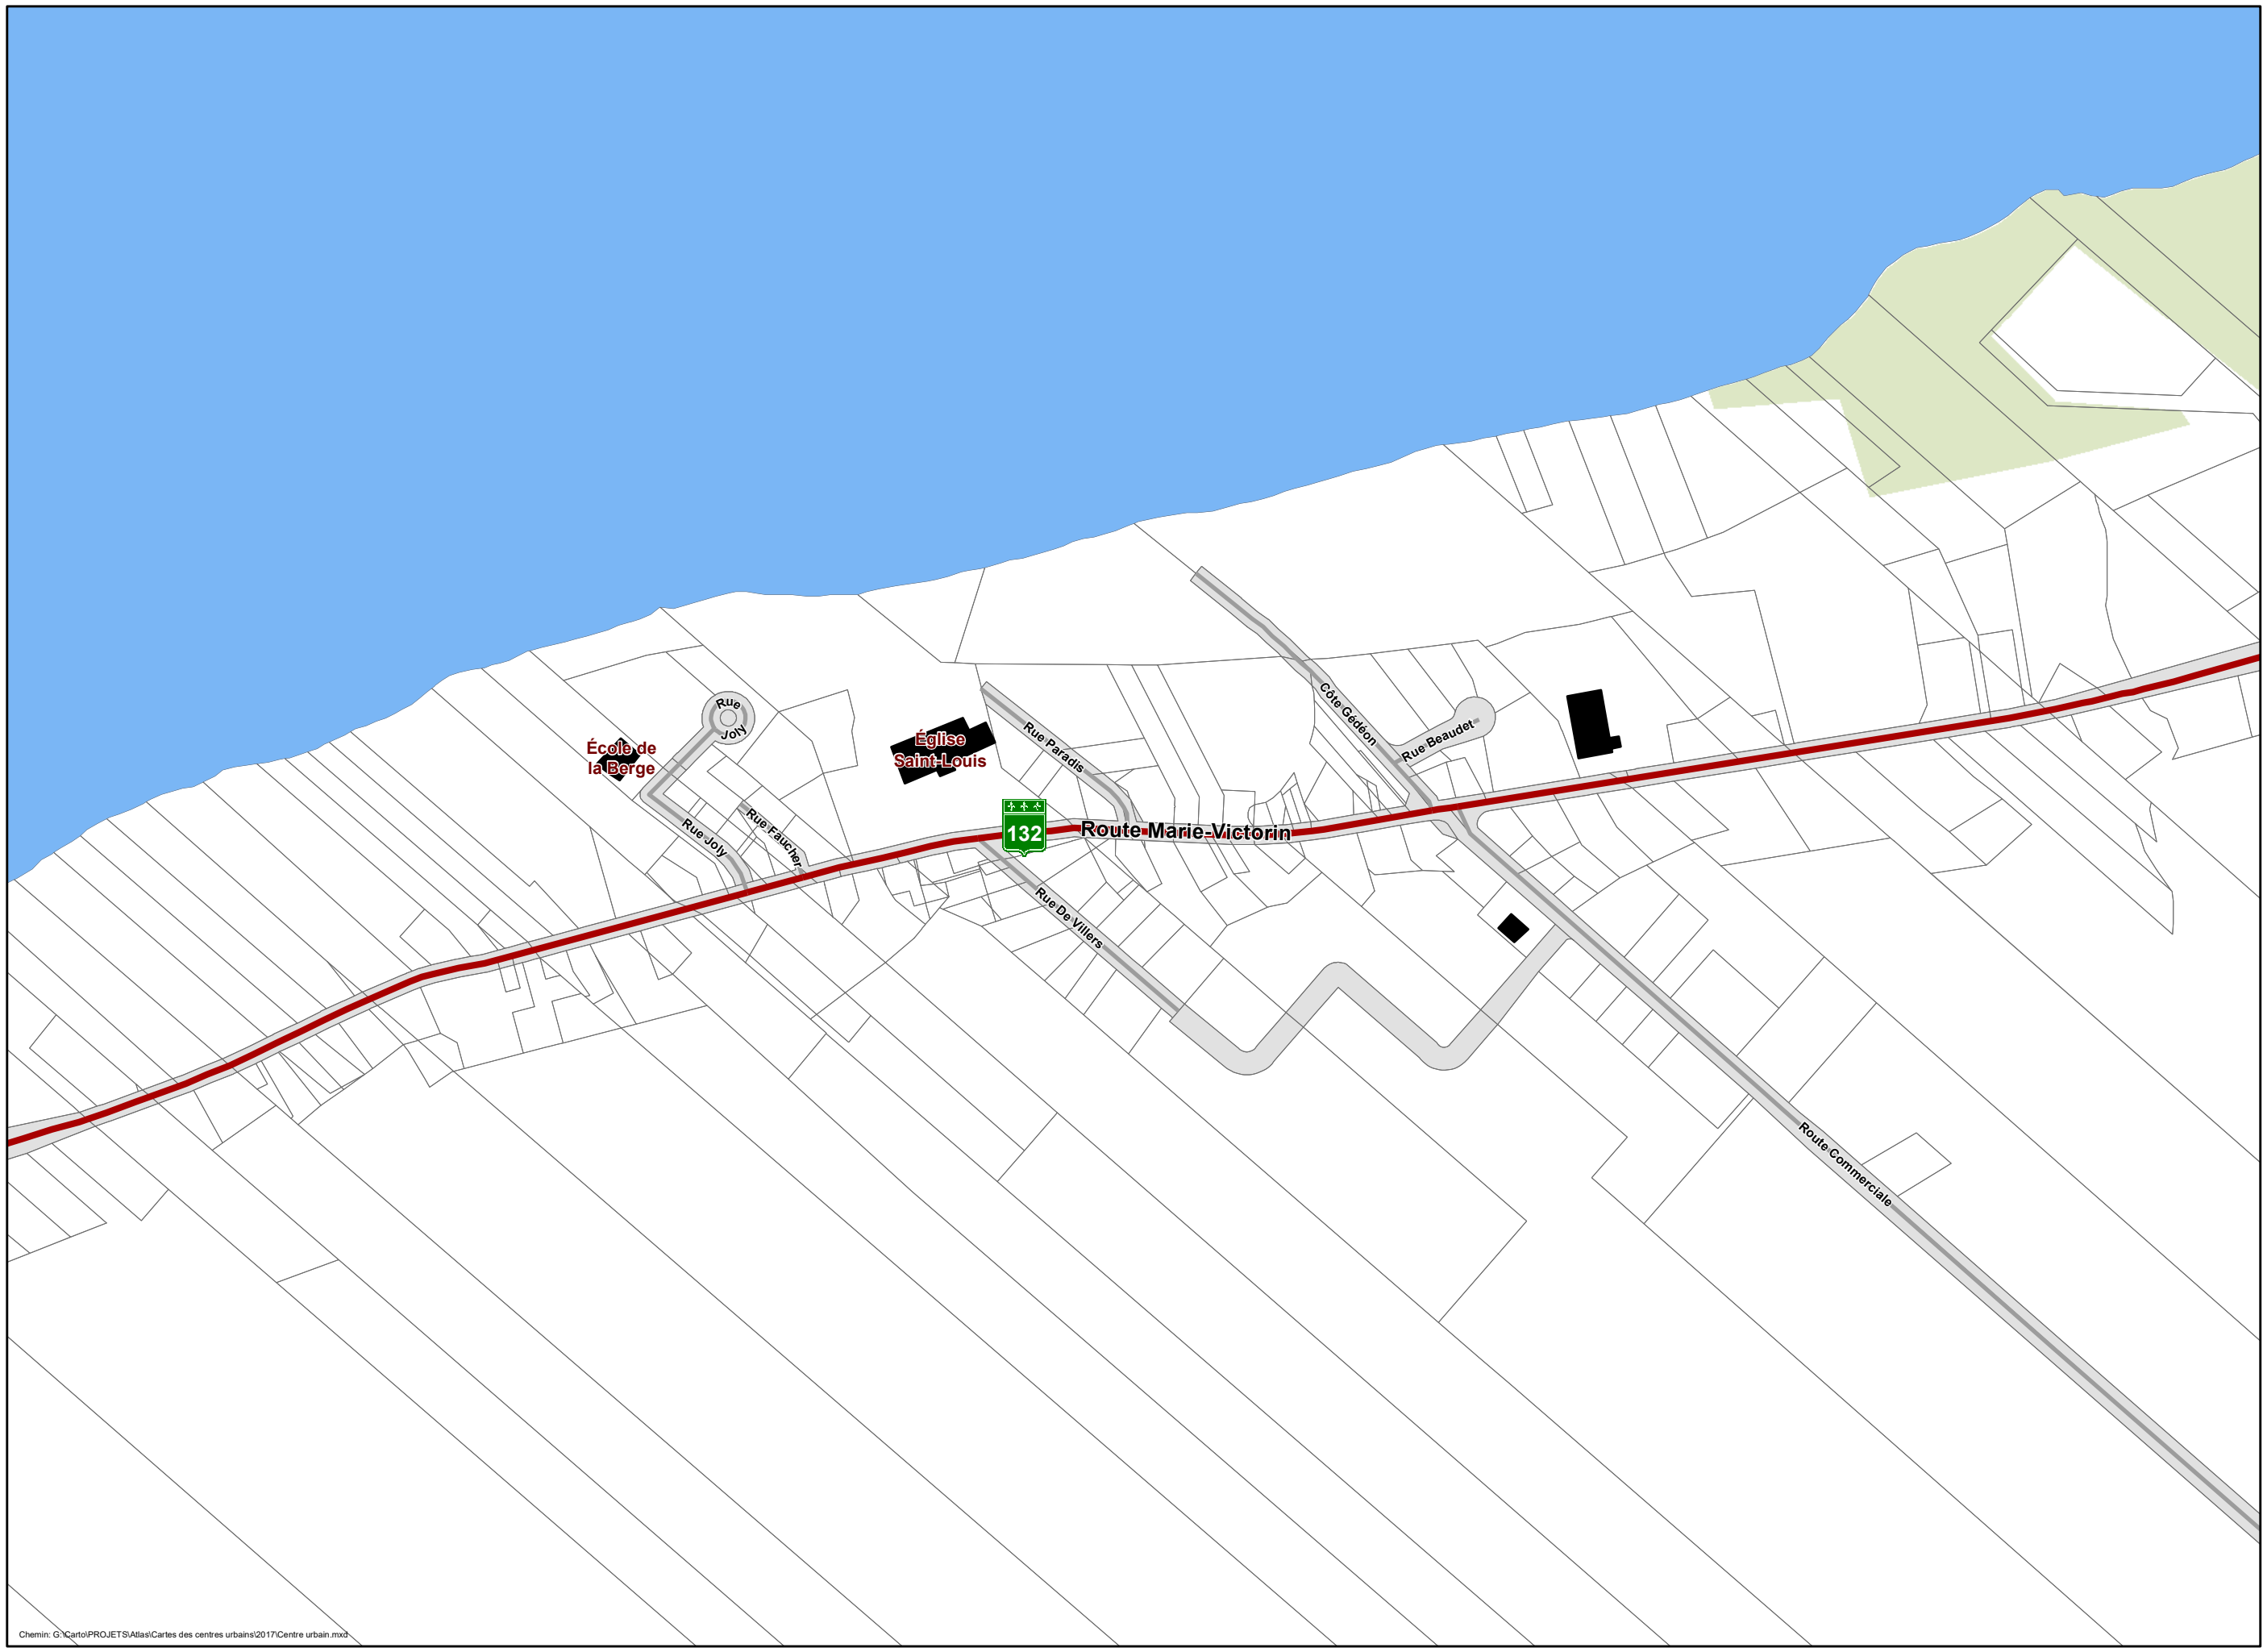 Rue
Joly
École de
la Berge
Église
Saint-Louis
Rue Paradis
Côte Gédéon
Rue Beaudet
Rue Joly
Rue Faucher
132
Route Marie-Victorin
Rue De Villers
Route Commerciale
Chemin: G:\Carto\PROJETS\Atlas\Cartes des centres urbains\2017\Centre urbain.mxd